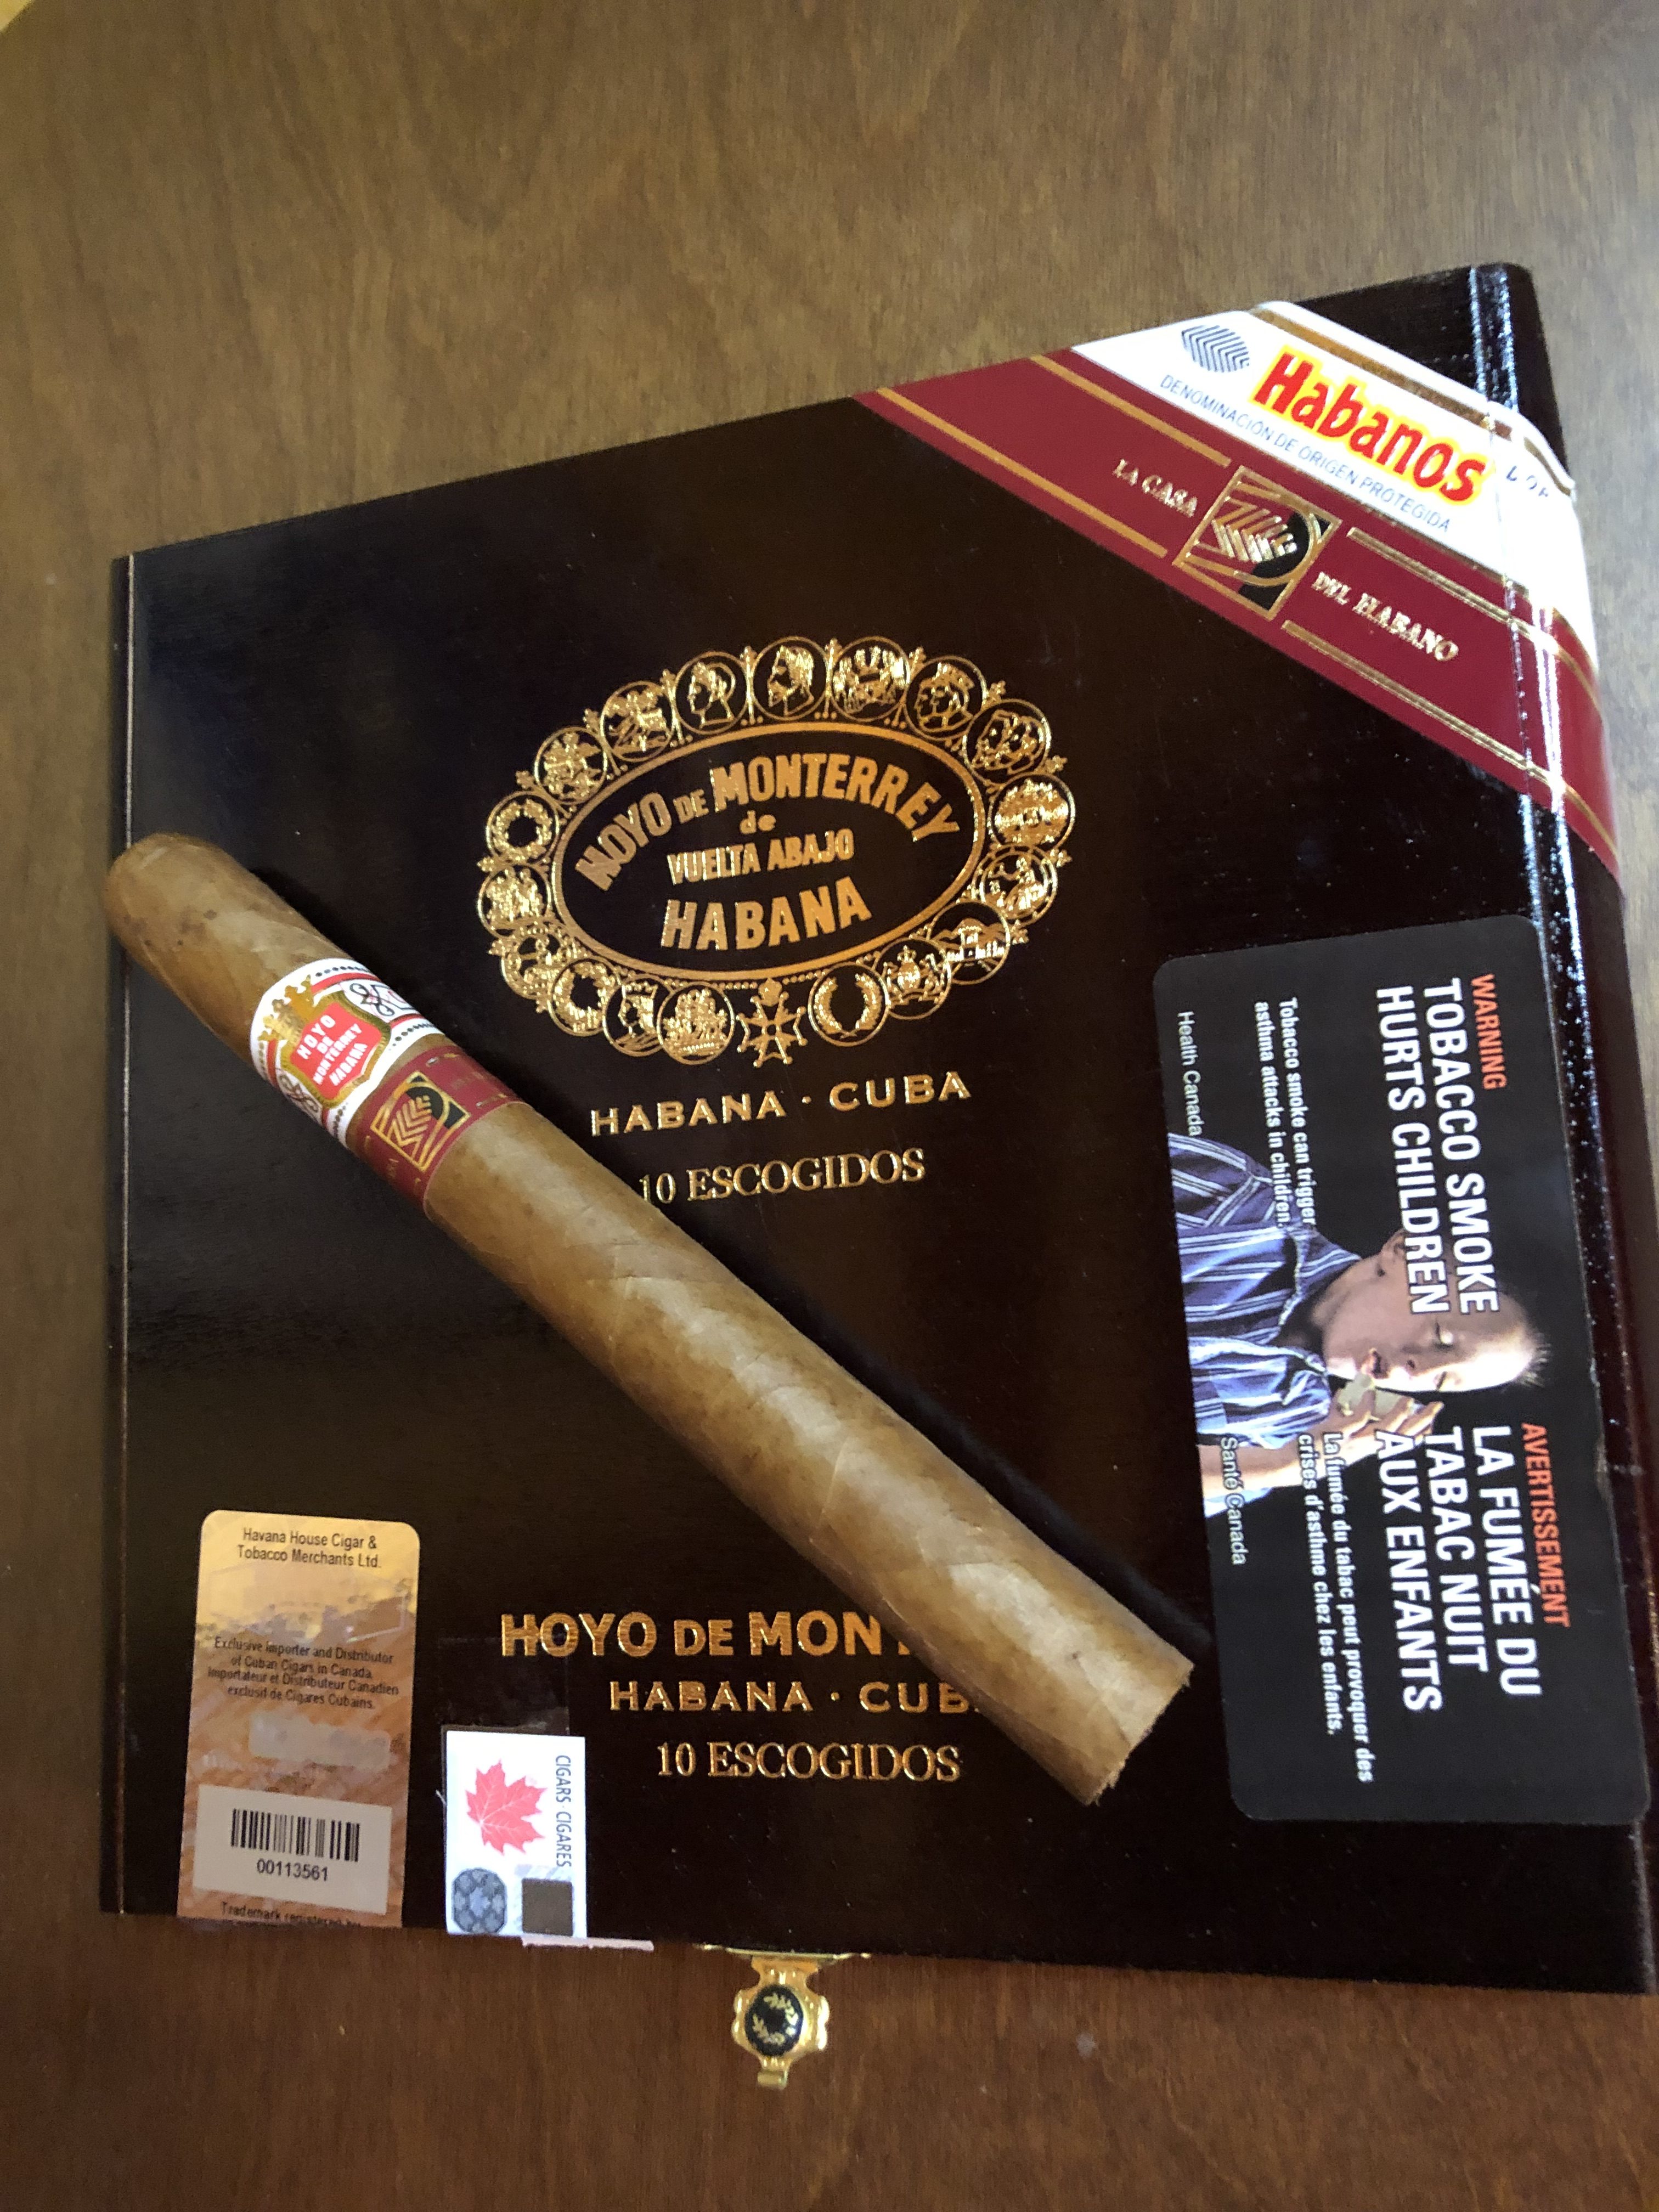 Habanos
DENOMINACIÓN DE ORIGEN PROTEGIDA
LA CASA
DEL HABANO
HOYO DE MONTERREY
de
VUELTA ABAJO
HABANA
HABANA · CUBA
10 ESCOGIDOS
HOYO
DE
MONTERREY
HABANA
WARNING
TOBACCO SMOKE
HURTS CHILDREN
Tobacco smoke can trigger
asthma attacks in children.
Health Canada
AVERTISSEMENT
LA FUMÉE DU
TABAC NUIT
AUX ENFANTS
La fumée du tabac peut provoquer des
crises d'asthme chez les enfants.
Santé Canada
Havana House Cigar &
Tobacco Merchants Ltd.
Exclusive Importer and Distributor
of Cuban Cigars in Canada.
Importateur et Distributeur Canadien
exclusif de Cigares Cubains.
00113561
Trademark registered by
CIGARS CIGARES
HOYO DE MON
HABANA · CUB
10 ESCOGIDOS